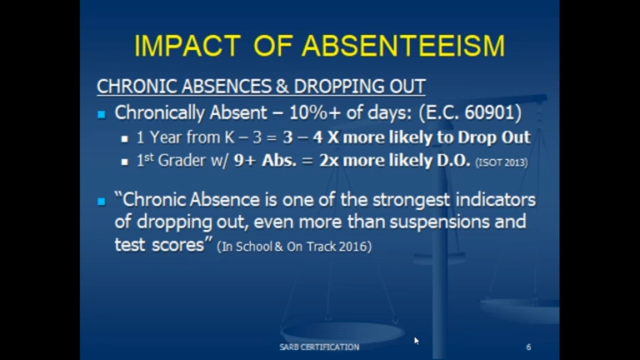 IMPACT OF ABSENTEEISM
CHRONIC ABSENCES & DROPPING OUT
Chronically Absent – 10%+ of days: (E.C. 60901)
1 Year from K – 3 = 3 – 4 X more likely to Drop Out
1st Grader w/ 9+ Abs. = 2x more likely D.O. (ISOT 2013)
“Chronic Absence is one of the strongest indicators
of dropping out, even more than suspensions and
test scores” (In School & On Track 2016)
SARB CERTIFICATION 6